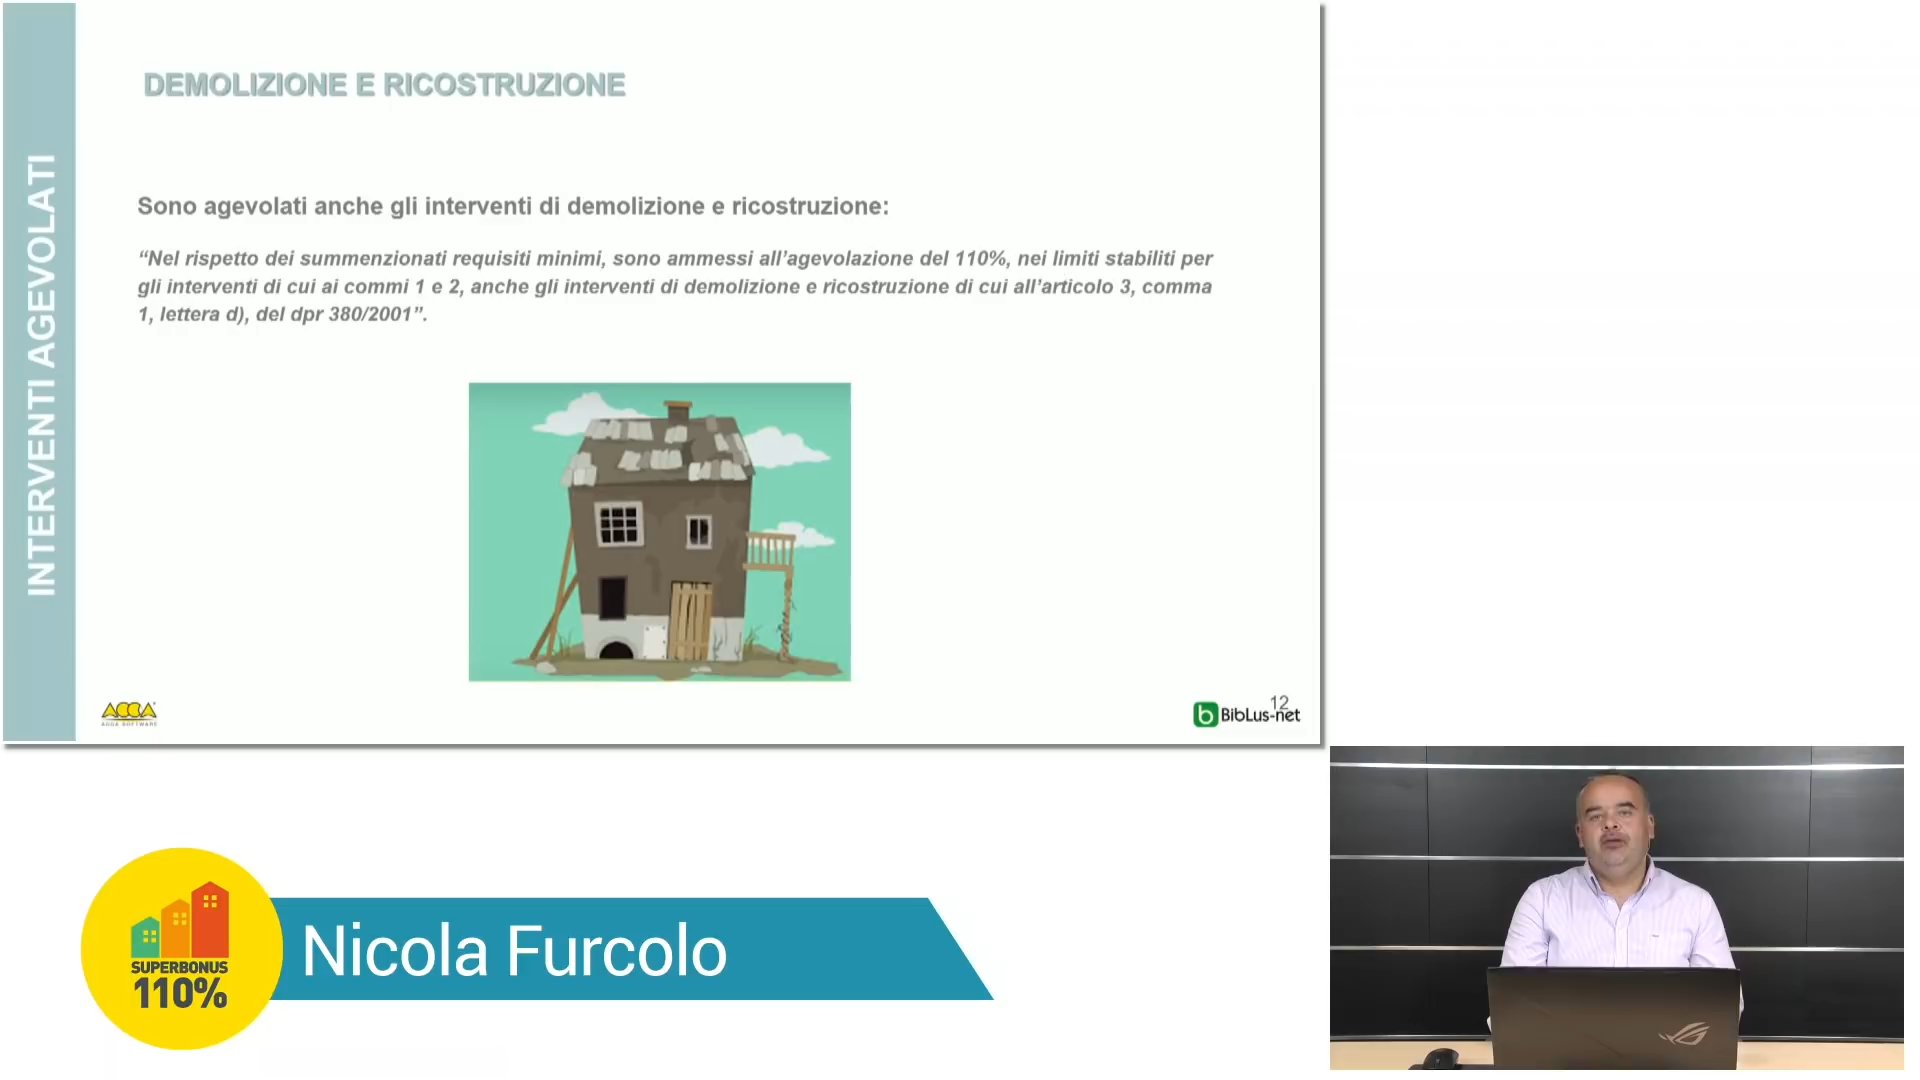 INTERVENTI AGEVOLATI
DEMOLIZIONE E RICOSTRUZIONE
Sono agevolati anche gli interventi di demolizione e ricostruzione:
“Nel rispetto dei summenzionati requisiti minimi, sono ammessi all’agevolazione del 110%, nei limiti stabiliti per
gli interventi di cui ai commi 1 e 2, anche gli interventi di demolizione e ricostruzione di cui all’articolo 3, comma
1, lettera d), del dpr 380/2001”.
ACCA
ACCA SOFTWARE
12
BibLus-net
SUPERBONUS
110%
Nicola Furcolo